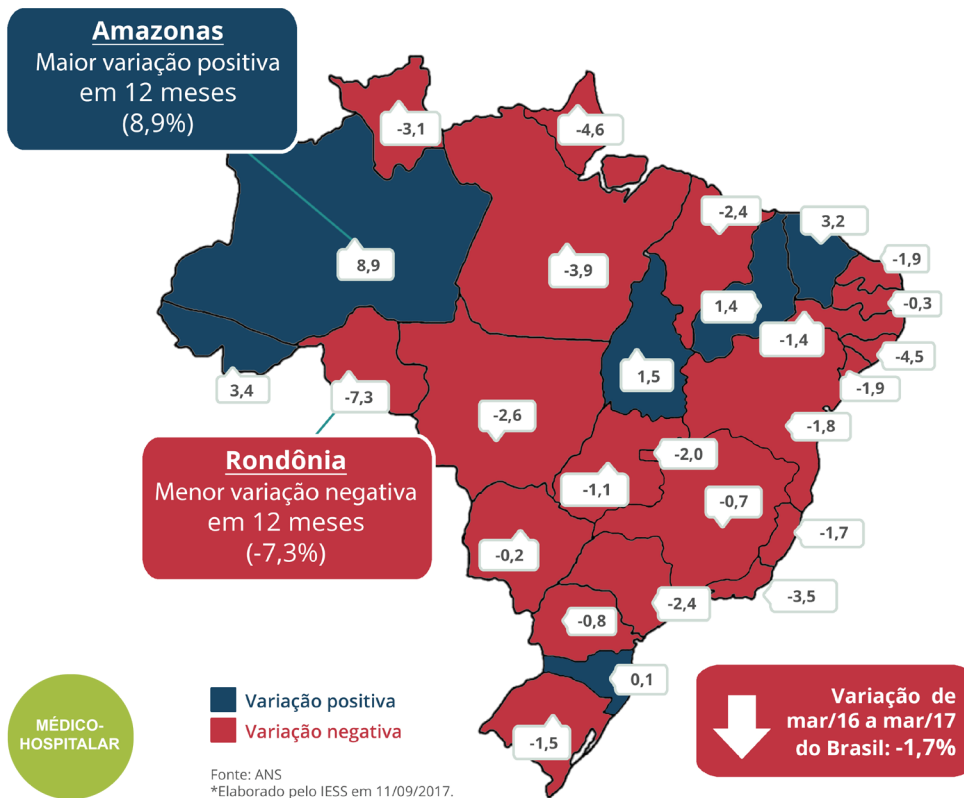 Amazonas
Maior variação positiva
em 12 meses
(8,9%)
-3,1
-4,6
-2,4
3,2
-1,9
8,9
-3,9
1,4
-0,3
-1,4
-4,5
3,4
-7,3
1,5
-1,9
-2,6
-1,8
Rondônia
Menor variação negativa
em 12 meses
(-7,3%)
-2,0
-1,1
-0,7
-0,2
-1,7
-2,4
-3,5
-0,8
0,1
-1,5
MÉDICO-
HOSPITALAR
Variação positiva
Variação negativa
Fonte: ANS
*Elaborado pelo IESS em 11/09/2017.
Variação de
mar/16 a mar/17
do Brasil: -1,7%